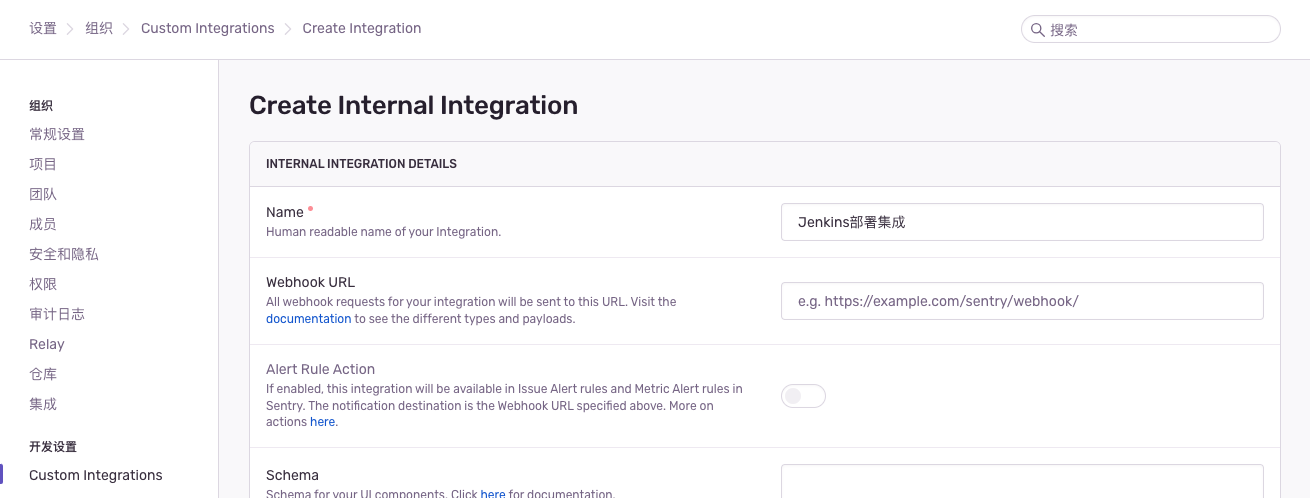 设置 组织 Custom Integrations Create Integration
搜索
组织
常规设置
项目
团队
成员
安全和隐私
权限
审计日志
Relay
仓库
集成
开发设置
Custom Integrations
Create Internal Integration
INTERNAL INTEGRATION DETAILS
Name *
Human readable name of your Integration.
Jenkins部署集成
Webhook URL
All webhook requests for your integration will be sent to this URL. Visit the
documentation to see the different types and payloads.
e.g. https://example.com/sentry/webhook/
Alert Rule Action
If enabled, this integration will be available in Issue Alert rules and Metric Alert rules in
Sentry. The notification destination is the Webhook URL specified above. More on
actions here.
Schema
Schema for your UI components. Click here for documentation.